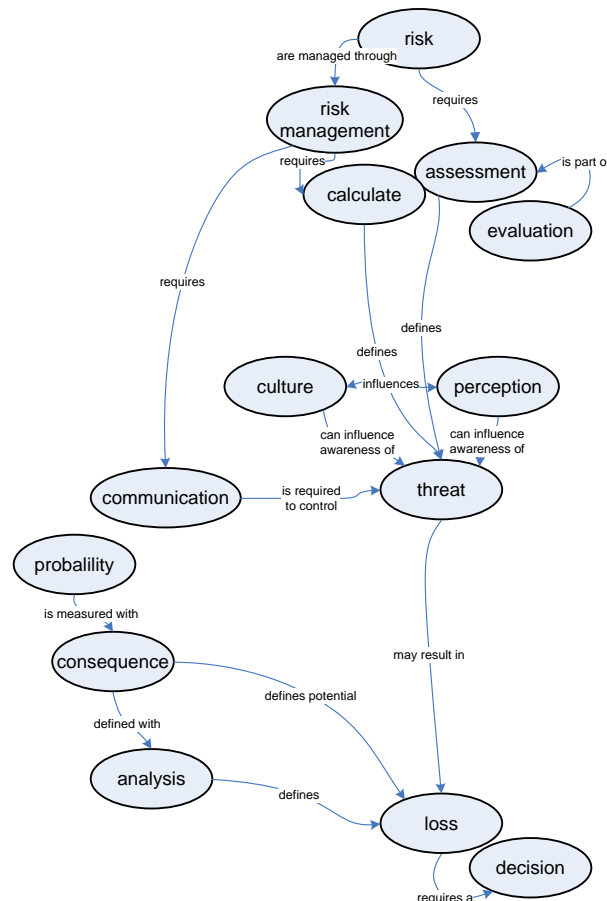 risk
are managed through
requires
risk
management
requires
assessment
is part o
calculate
evaluation
requires
defines
defines
culture
influences
perception
can influence
awareness of
can influence
awareness of
communication
is required
to control
threat
probalility
is measured with
consequence
may result in
defines potential
defined with
analysis
defines
loss
decision
requires a